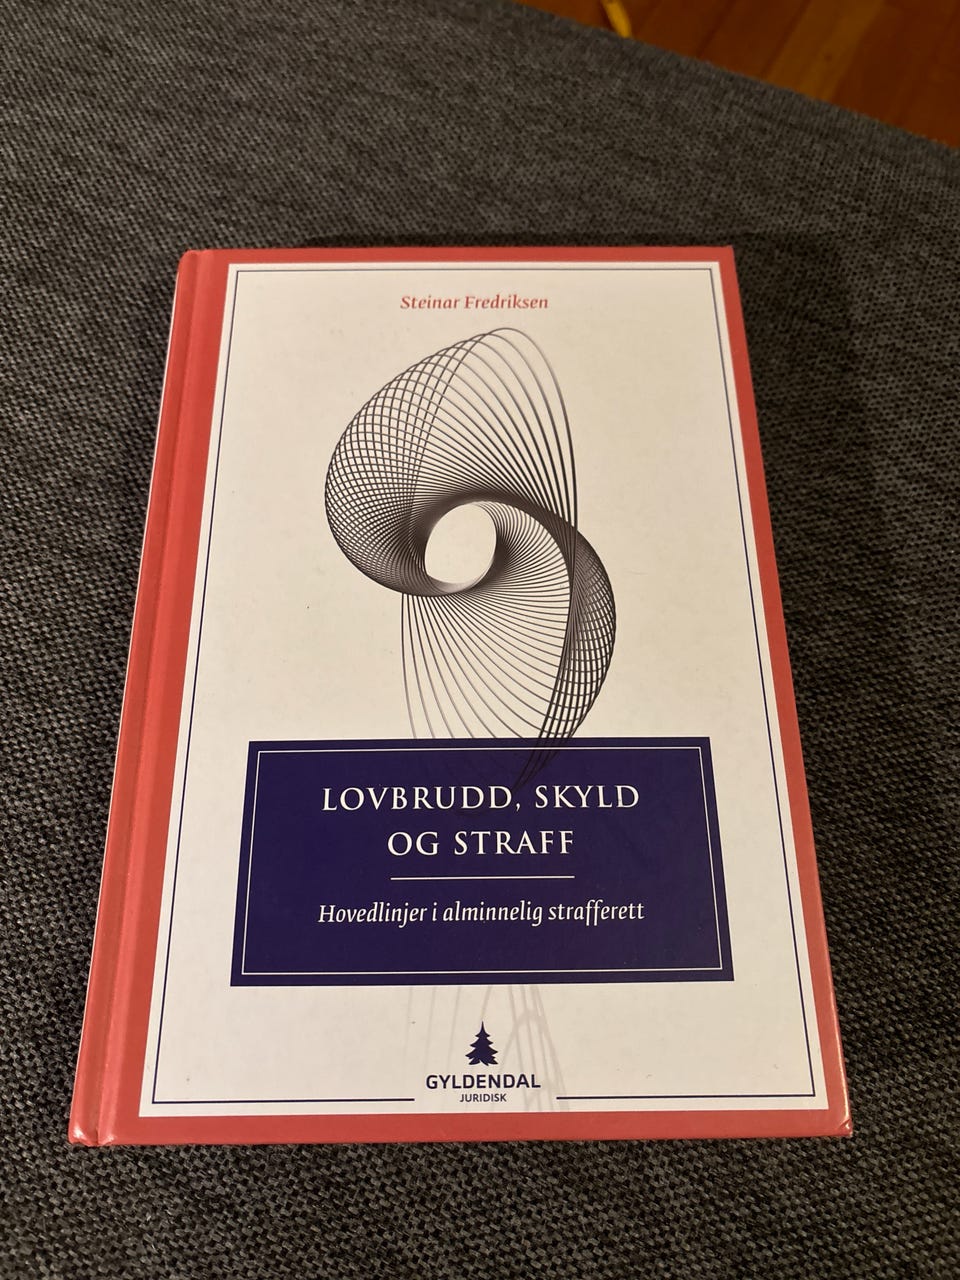 Steinar Fredriksen
LOVBRUDD, SKYLD
OG STRAFF
Hovedlinjer i alminnelig strafferett
GYLDENDAL
JURIDISK